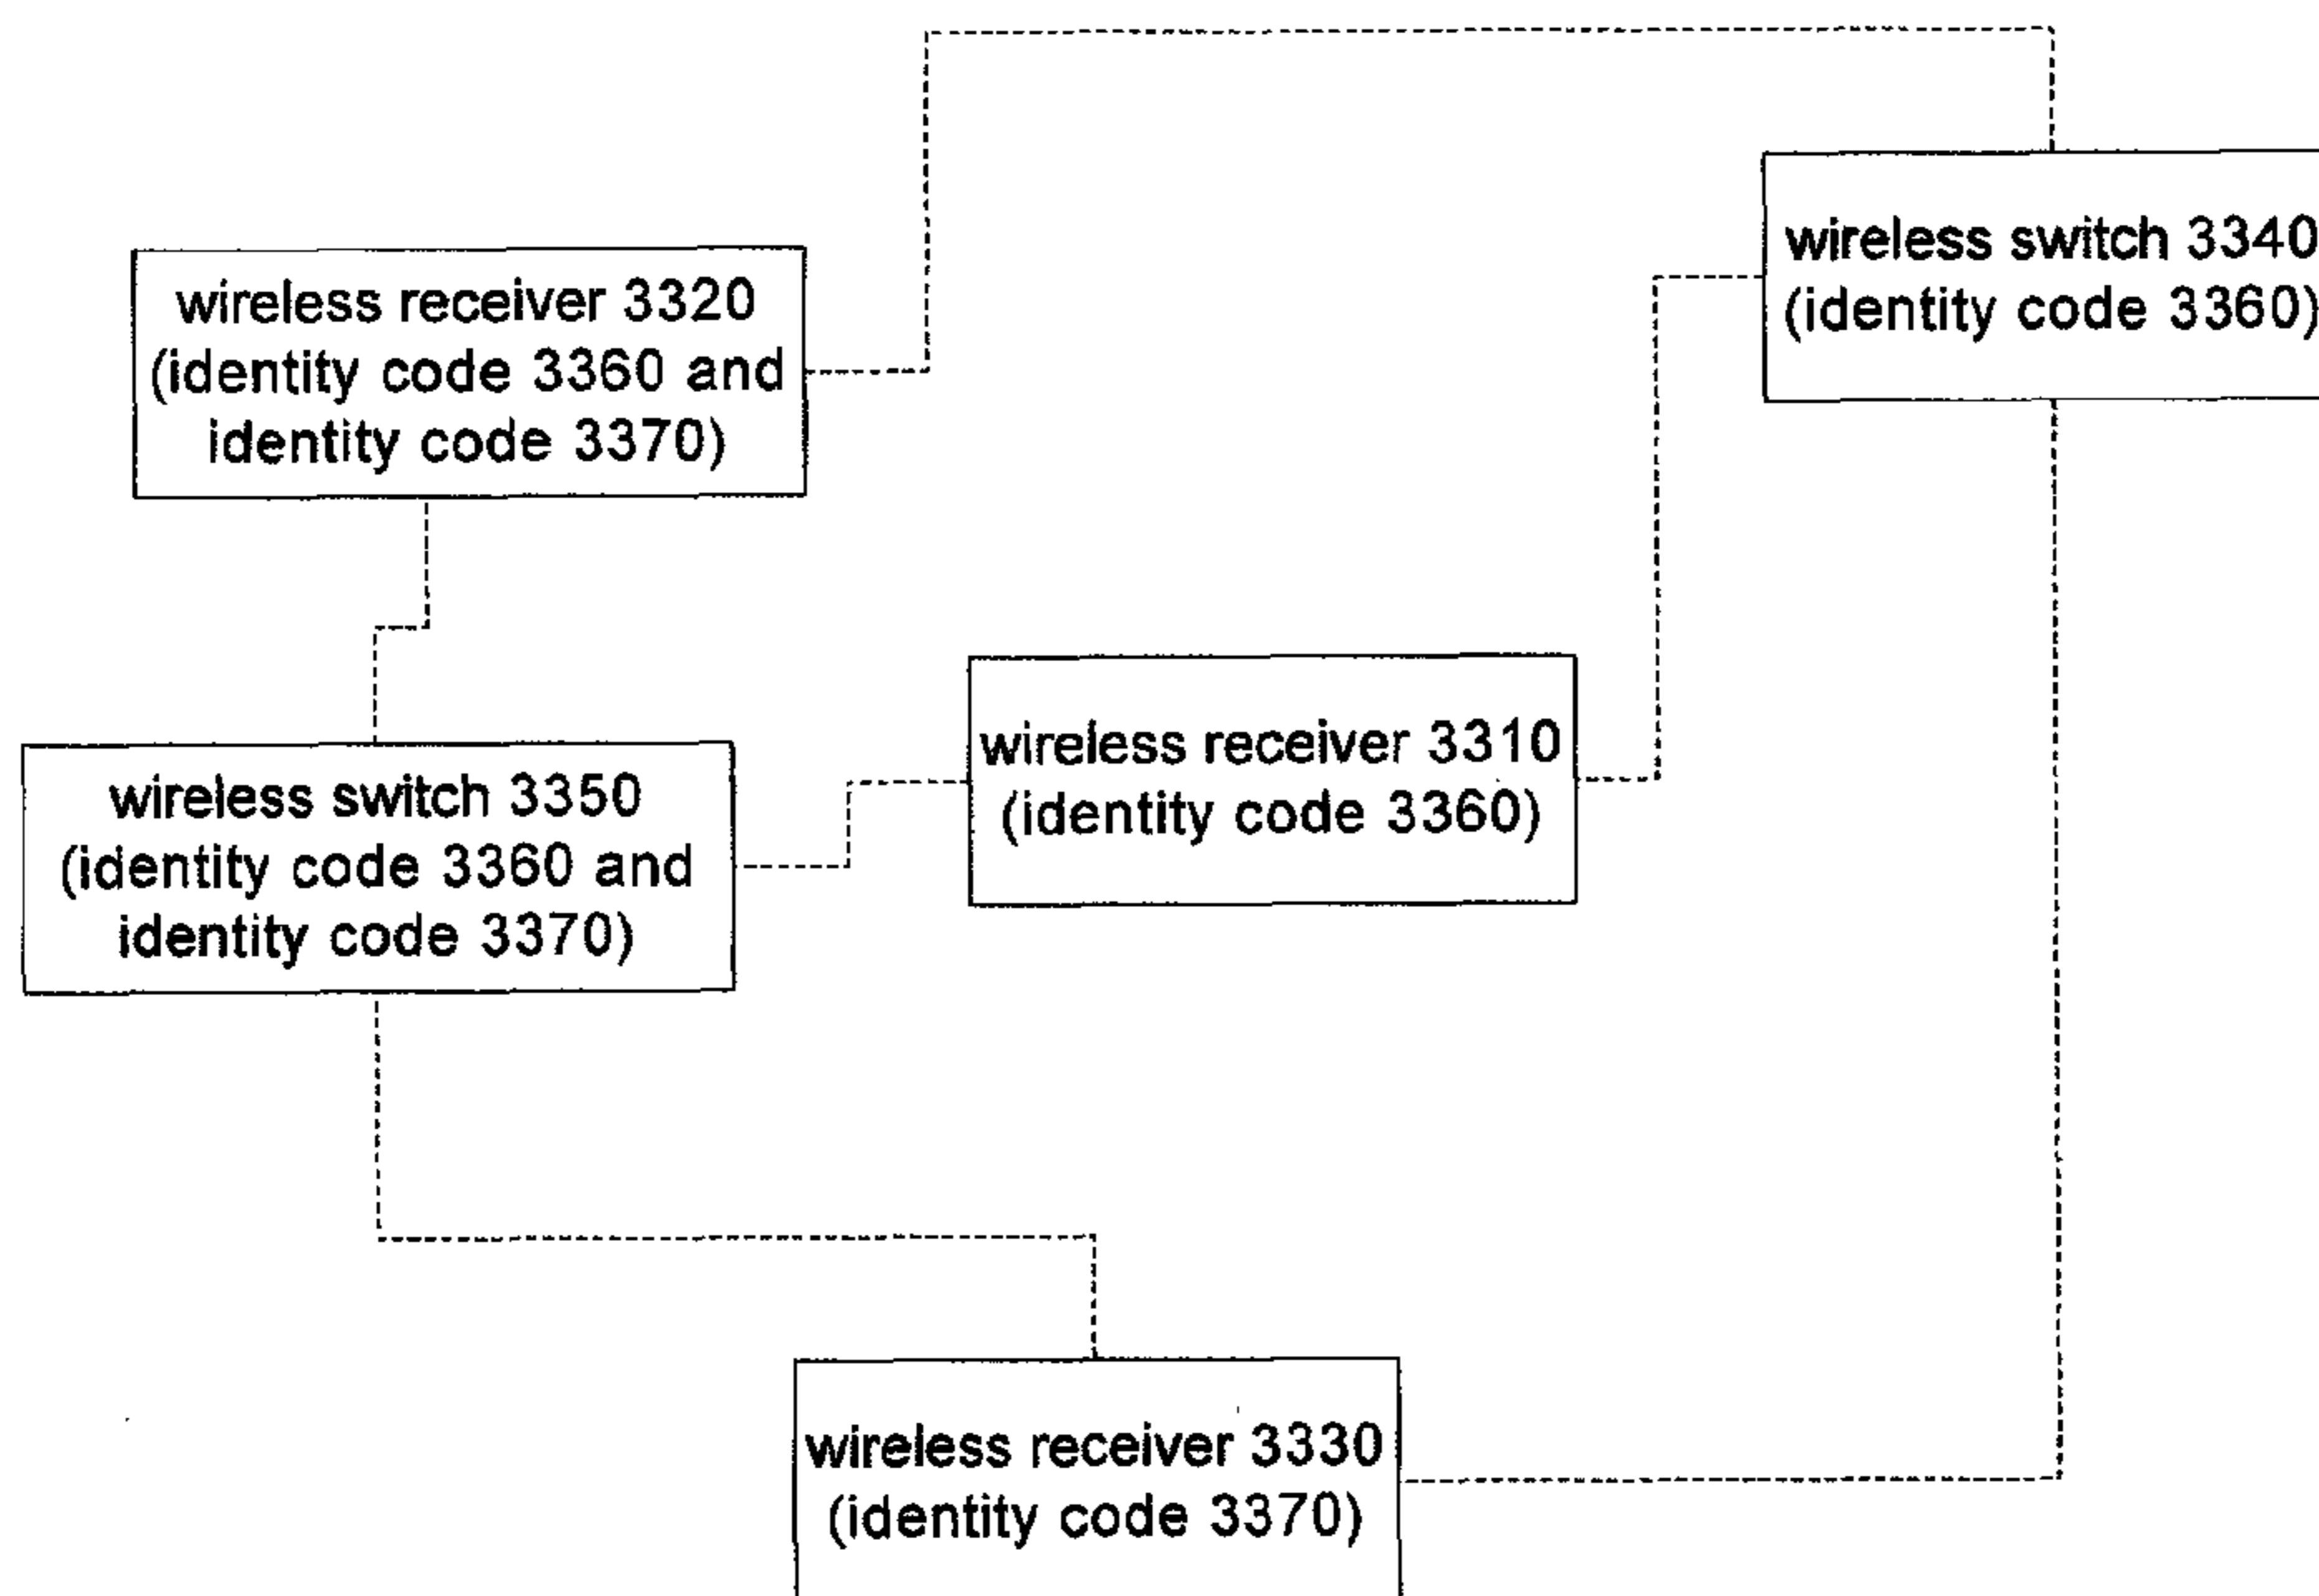 wireless switch 3340
(identity code 3360)
wireless receiver 3320
(identity code 3360 and
identity code 3370)
wireless receiver 3310
(identity code 3360)
wireless switch 3350
(identity code 3360 and
identity code 3370)
wireless receiver 3330
(identity code 3370)